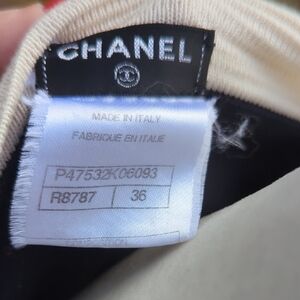 CHANEL
MADE IN ITALY
FABRIQUE EN ITALIE
P47532K06093
R8787 36